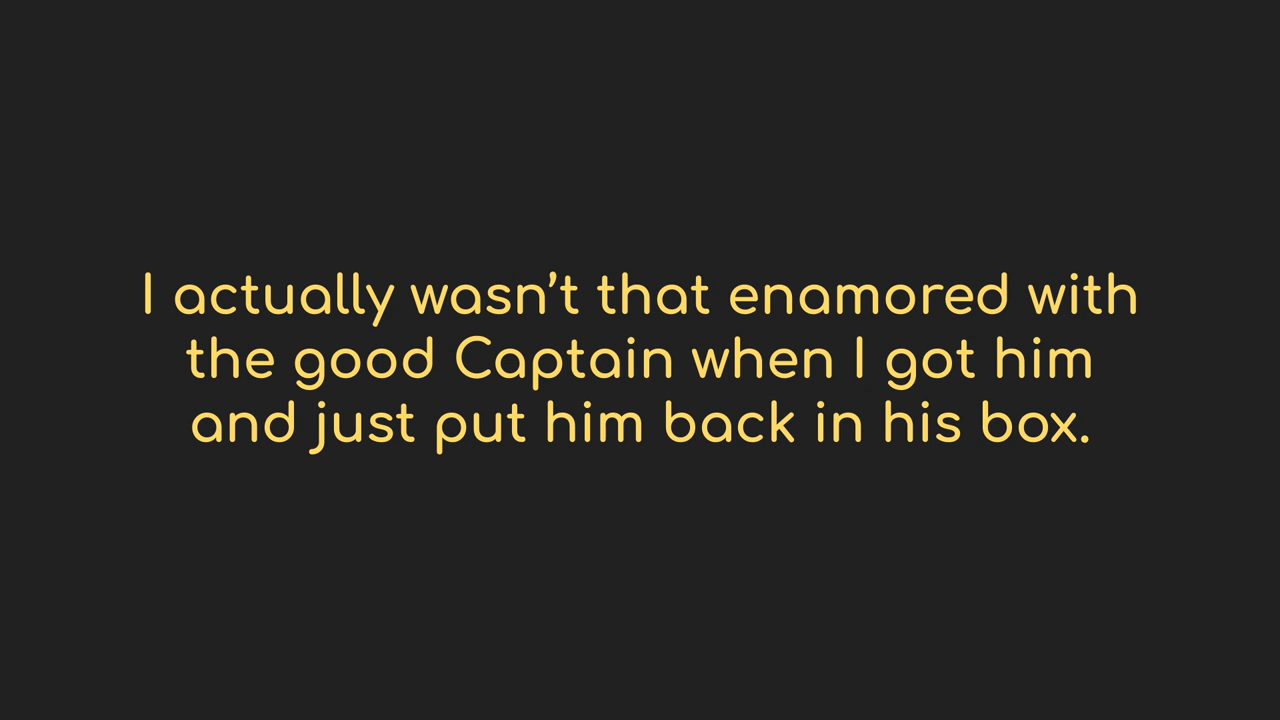 I actually wasn’t that enamored with
the good Captain when I got him
and just put him back in his box.